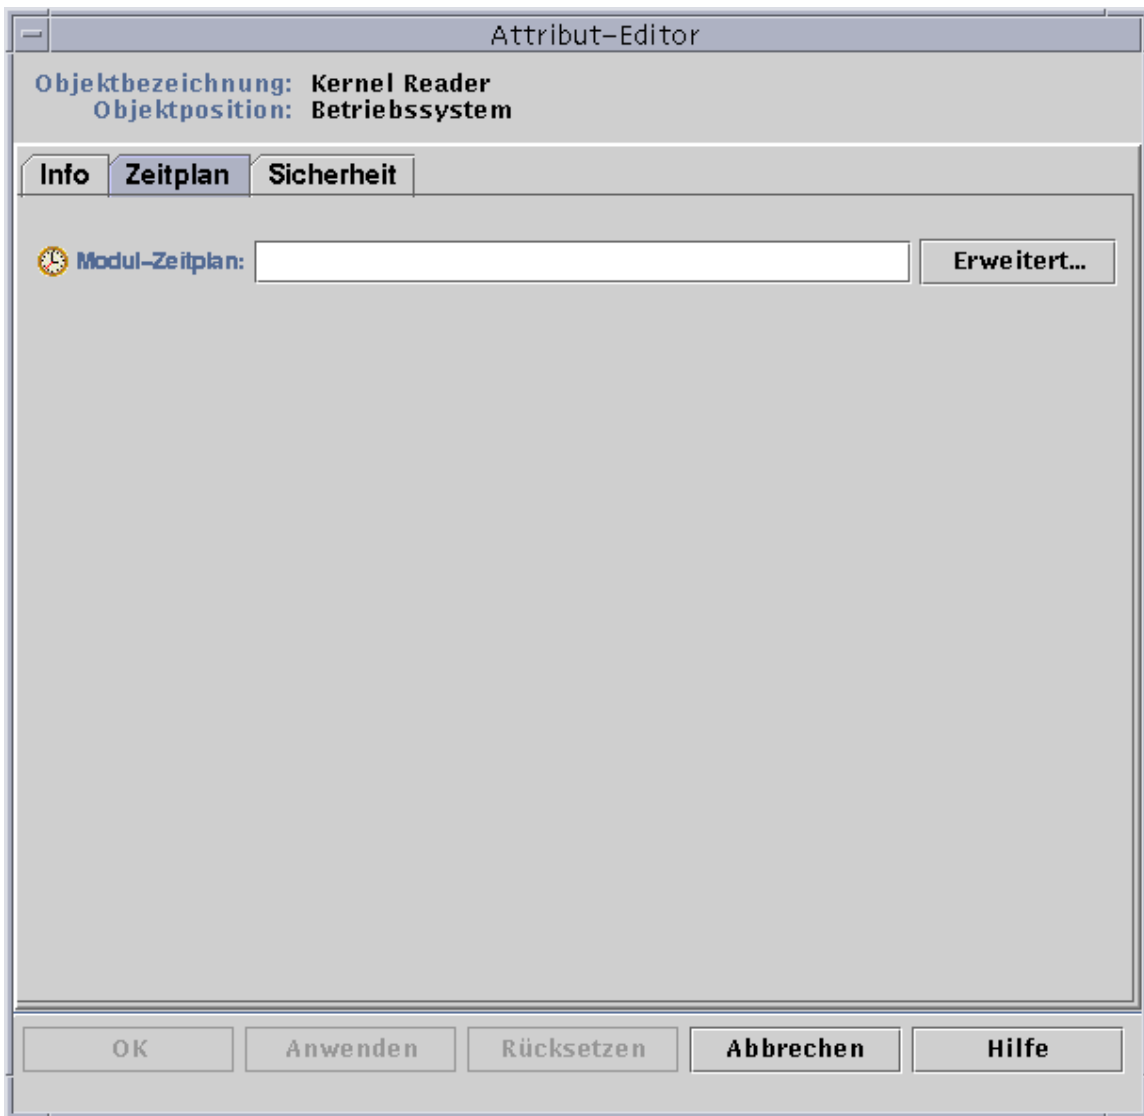 Attribut-Editor
Objektbezeichnung: Kernel Reader
Objektposition: Betriebssystem
Info Zeitplan Sicherheit
Modul-Zeitplan: Erweitert...
OK Anwenden Rücksetzen Abbrechen Hilfe